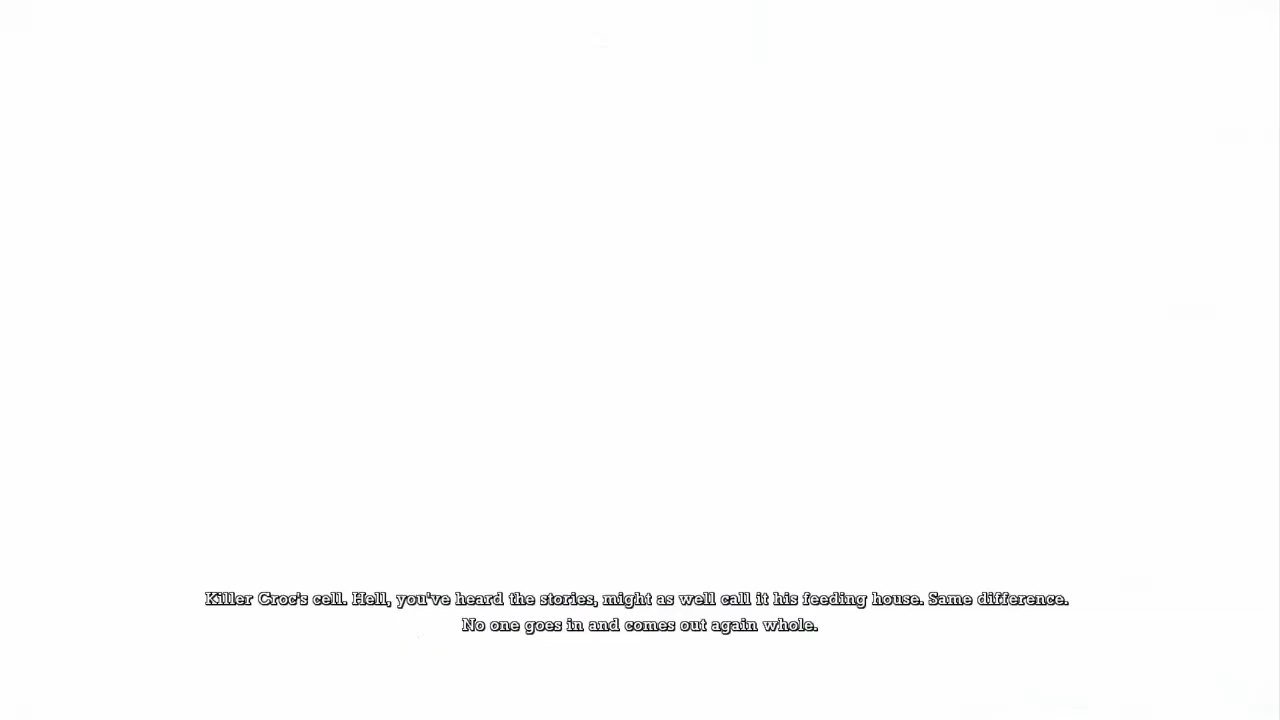 Killer Croc's cell. Hell, you've heard the stories, might as well call it his feeding house. Same difference.
No one goes in and comes out again whole.